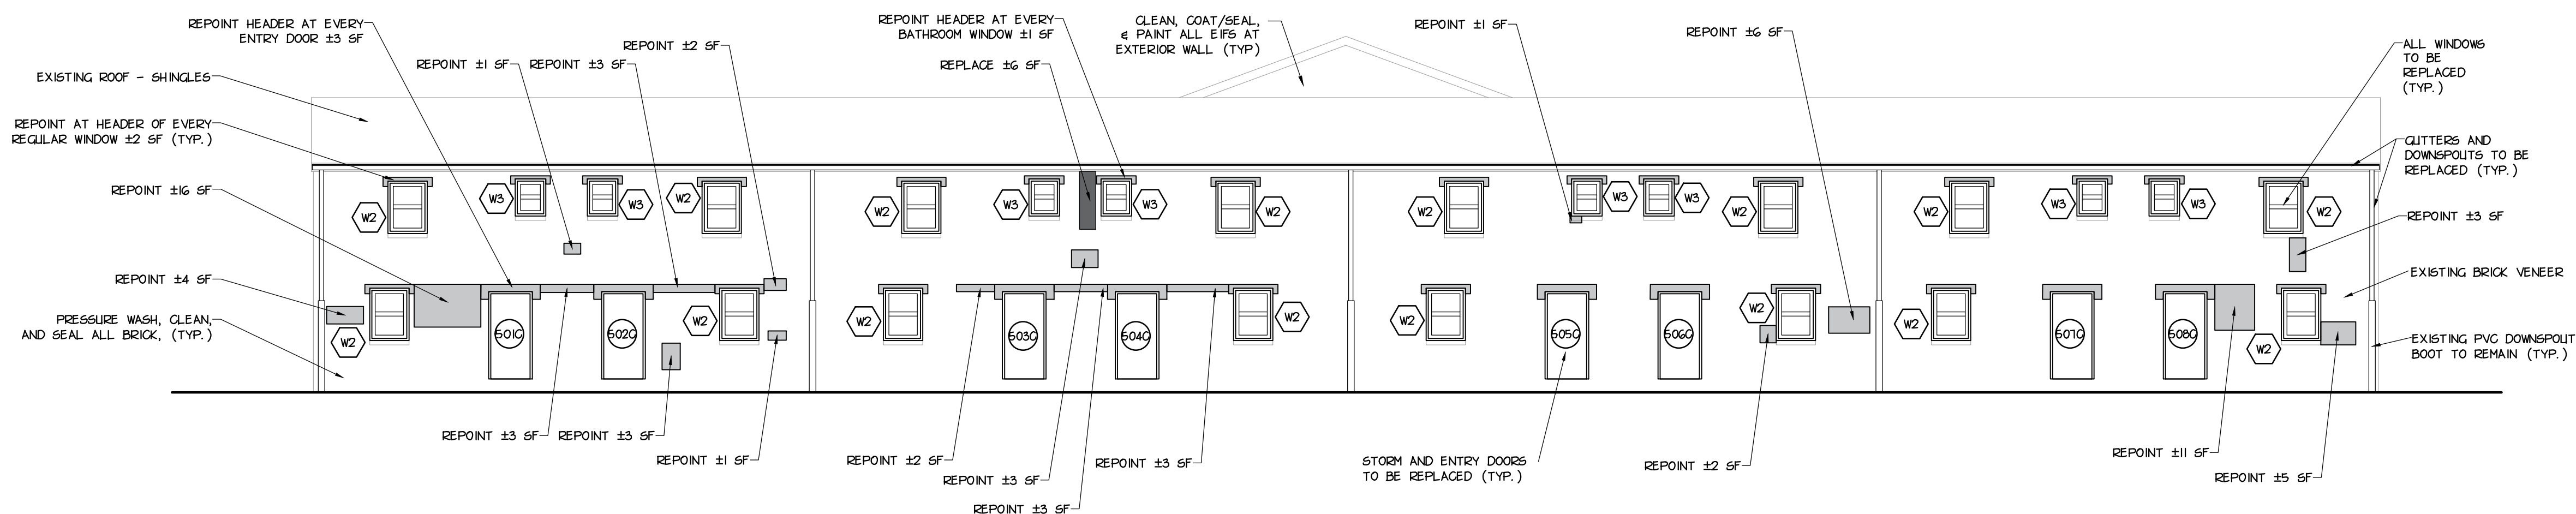 REPOINT HEADER AT EVERY
ENTRY DOOR ±3 SF
REPOINT ±1 SF
REPOINT ±3 SF
REPOINT ±2 SF
REPOINT HEADER AT EVERY
BATHROOM WINDOW ±1 SF
REPLACE ±6 SF
CLEAN, COAT/SEAL,
& PAINT ALL EIFS AT
EXTERIOR WALL (TYP)
REPOINT ±1 SF
REPOINT ±6 SF
ALL WINDOWS
TO BE
REPLACED
(TYP.)
EXISTING ROOF - SHINGLES
REPOINT AT HEADER OF EVERY
REGULAR WINDOW ±2 SF (TYP.)
GUTTERS AND
DOWNSPOUTS TO BE
REPLACED (TYP.)
REPOINT ±16 SF
W2
W3
W3
W2
W2
W3
W3
W2
W2
W3
W3
W2
W2
W3
W3
W2
REPOINT ±3 SF
REPOINT ±4 SF
EXISTING BRICK VENEER
PRESSURE WASH, CLEAN,
AND SEAL ALL BRICK, (TYP.)
W2
501C
502C
W2
W2
503C
504C
W2
W2
505C
506C
W2
W2
507C
508C
W2
EXISTING PVC DOWNSPOUT
BOOT TO REMAIN (TYP.)
REPOINT ±3 SF
REPOINT ±3 SF
REPOINT ±1 SF
REPOINT ±2 SF
REPOINT ±3 SF
REPOINT ±3 SF
REPOINT ±3 SF
STORM AND ENTRY DOORS
TO BE REPLACED (TYP.)
REPOINT ±2 SF
REPOINT ±11 SF
REPOINT ±5 SF